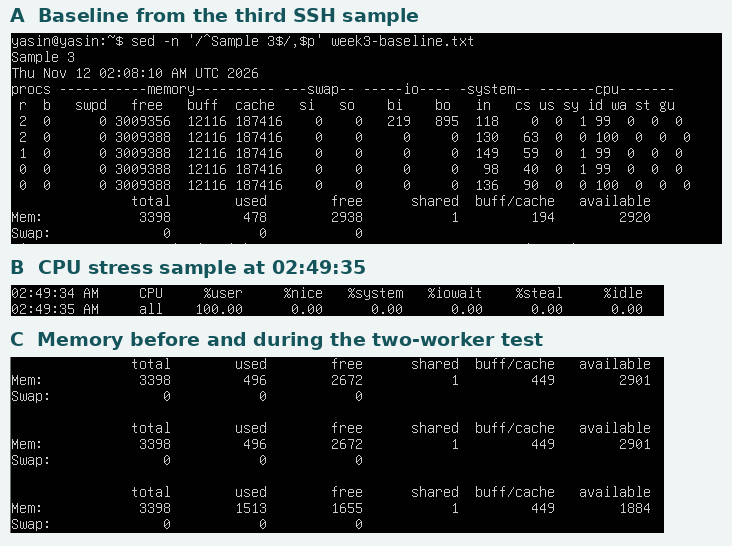 A Baseline from the third SSH sample
yasin@yasin:~$ sed -n '/^Sample 3$/,$p' week3-baseline.txt
Sample 3
Thu Nov 12 02:08:10 AM UTC 2026
procs -----------memory---------- ---swap-- -----io---- -system-- -------cpu-------
r b swpd free buff cache si so bi bo in cs us sy id wa st gu
2 0 0 3009356 12116 187416 0 0 219 895 118 0 0 1 99 0 0 0
2 0 0 3009388 12116 187416 0 0 0 0 130 63 0 0 100 0 0 0
1 0 0 3009388 12116 187416 0 0 0 0 149 59 0 1 99 0 0 0
0 0 0 3009388 12116 187416 0 0 0 0 98 40 0 1 99 0 0 0
0 0 0 3009388 12116 187416 0 0 0 0 136 90 0 0 100 0 0 0
total used free shared buff/cache available
Mem: 3398 478 2938 1 194 2920
Swap: 0 0 0
B CPU stress sample at 02:49:35
02:49:34 AM CPU %user %nice %system %iowait %steal %idle
02:49:35 AM all 100.00 0.00 0.00 0.00 0.00 0.00
C Memory before and during the two-worker test
total used free shared buff/cache available
Mem: 3398 496 2672 1 449 2901
Swap: 0 0 0
total used free shared buff/cache available
Mem: 3398 496 2672 1 449 2901
Swap: 0 0 0
total used free shared buff/cache available
Mem: 3398 1513 1655 1 449 1884
Swap: 0 0 0